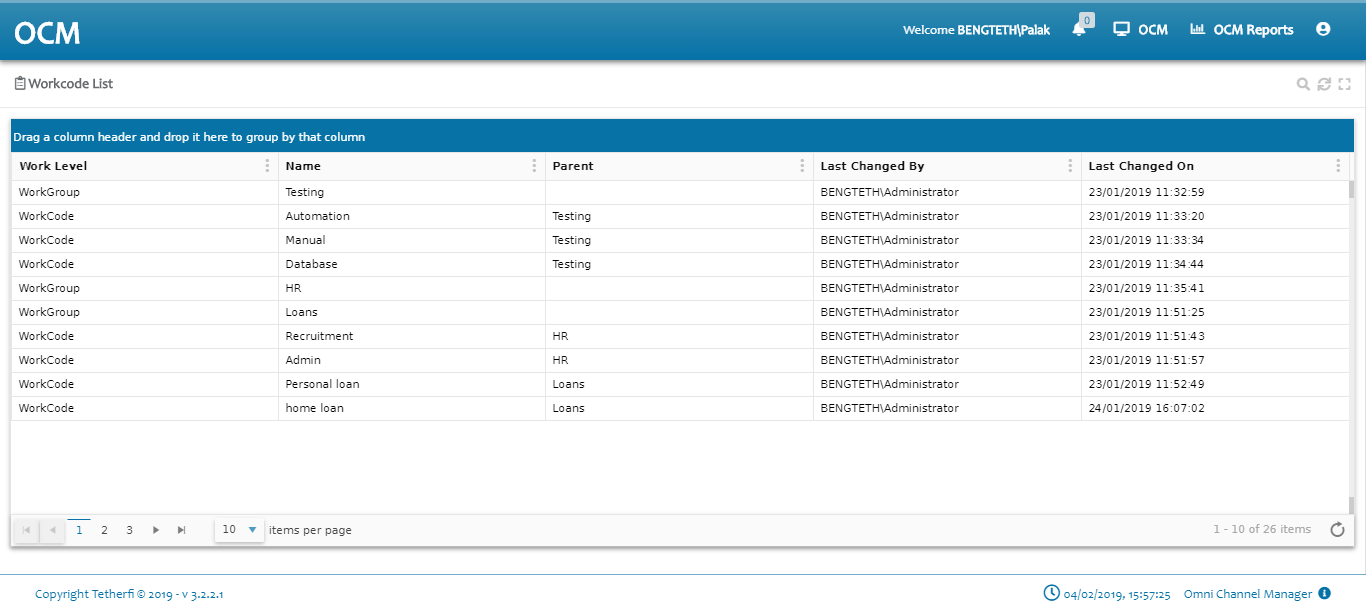 OCM
Welcome BENGTETH\Palak 0 OCM OCM Reports
Workcode List
Drag a column header and drop it here to group by that column
Work Level Name Parent Last Changed By Last Changed On
WorkGroup Testing BENGTETH\Administrator 23/01/2019 11:32:59
WorkCode Automation Testing BENGTETH\Administrator 23/01/2019 11:33:20
WorkCode Manual Testing BENGTETH\Administrator 23/01/2019 11:33:34
WorkCode Database Testing BENGTETH\Administrator 23/01/2019 11:34:44
WorkGroup HR BENGTETH\Administrator 23/01/2019 11:35:41
WorkGroup Loans BENGTETH\Administrator 23/01/2019 11:51:25
WorkCode Recruitment HR BENGTETH\Administrator 23/01/2019 11:51:43
WorkCode Admin HR BENGTETH\Administrator 23/01/2019 11:51:57
WorkCode Personal loan Loans BENGTETH\Administrator 23/01/2019 11:52:49
WorkCode home loan Loans BENGTETH\Administrator 24/01/2019 16:07:02
1 2 3 10 items per page 1 - 10 of 26 items
Copyright Tetherfi © 2019 - v 3.2.2.1 04/02/2019, 15:57:25 Omni Channel Manager